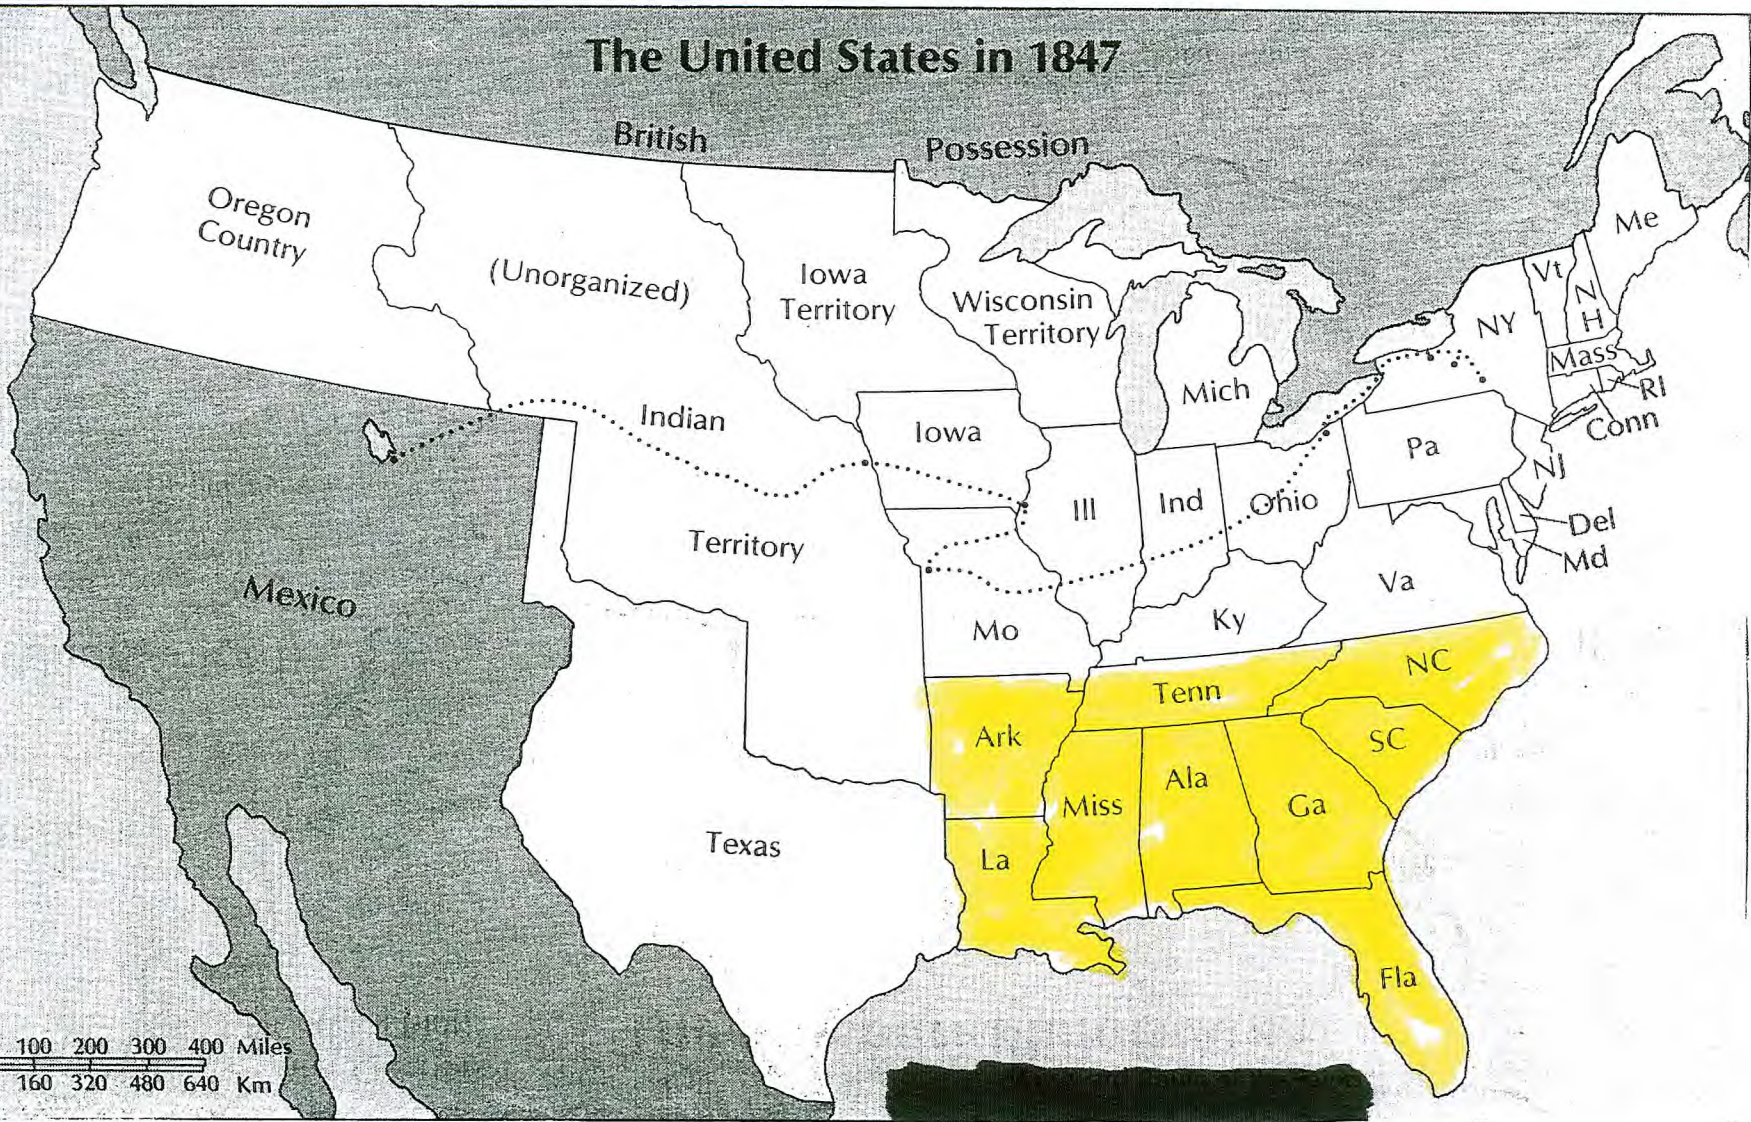 The United States in 1847
British
Possession
Oregon
Country
(Unorganized)
Iowa
Territory
Wisconsin
Territory
Me
Vt
N
H
NY
Mass
RI
Conn
Mich
Indian
Iowa
Pa
NJ
Ill
Ind
Ohio
Del
Md
Territory
Mexico
Va
Mo
Ky
NC
Tenn
Ark
SC
Miss
Ala
Ga
Texas
La
Fla
100 200 300 400 Miles
160 320 480 640 Km